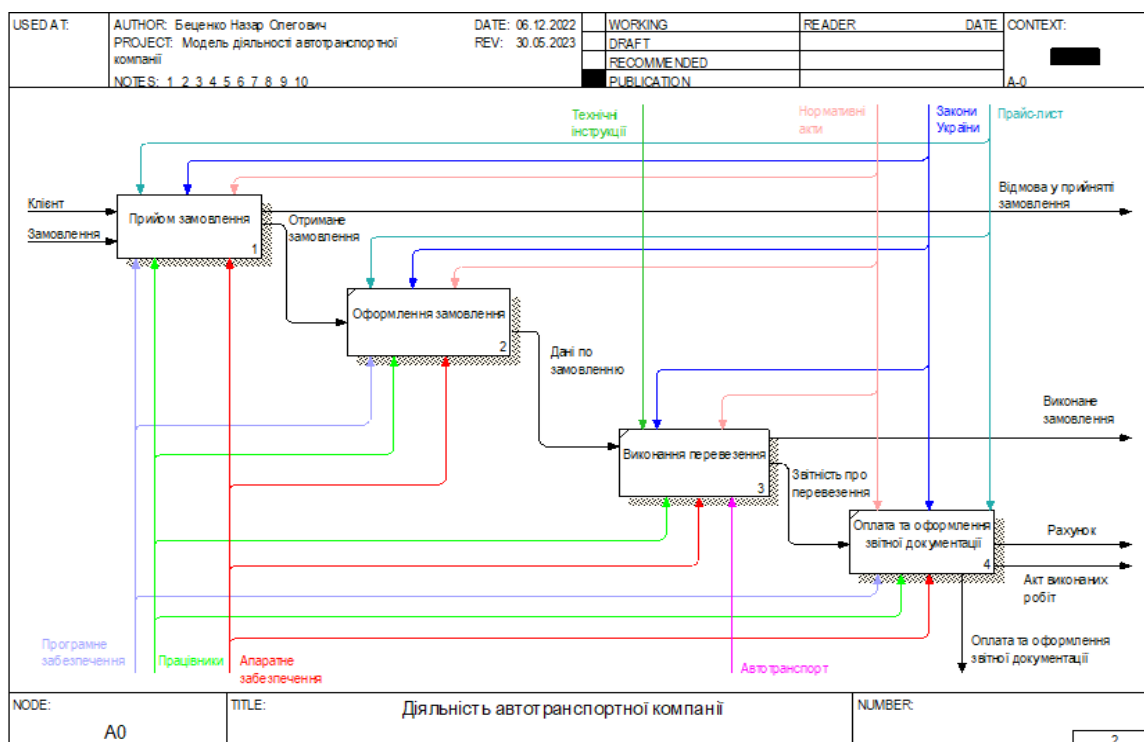 USED AT:
AUTHOR: Беценко Назар Олегович
DATE: 06.12.2022
PROJECT: Модель діяльності автотранспортної
компанії
REV: 30.05.2023
NOTES: 1 2 3 4 5 6 7 8 9 10
WORKING
DRAFT
RECOMMENDED
PUBLICATION
READER
DATE
CONTEXT:
A-0
Технічні
інструкції
Нормативні
акти
Закони
України
Прайс-лист
Клієнт
Замовлення
Прийом замовлення
1
Отримане
замовлення
Відмова у прийнятті
замовлення
Оформлення замовлення
2
Дані по
замовленню
Виконане
замовлення
Виконання перевезення
3
Звітність про
перевезення
Оплата та оформлення
звітної документації
4
Рахунок
Акт виконаних
робіт
Оплата та оформлення
звітної документації
Програмне
забезпечення
Працівники
Апаратне
забезпечення
Автотранспорт
NODE:
A0
TITLE:
Діяльність автотранспортної компанії
NUMBER:
2